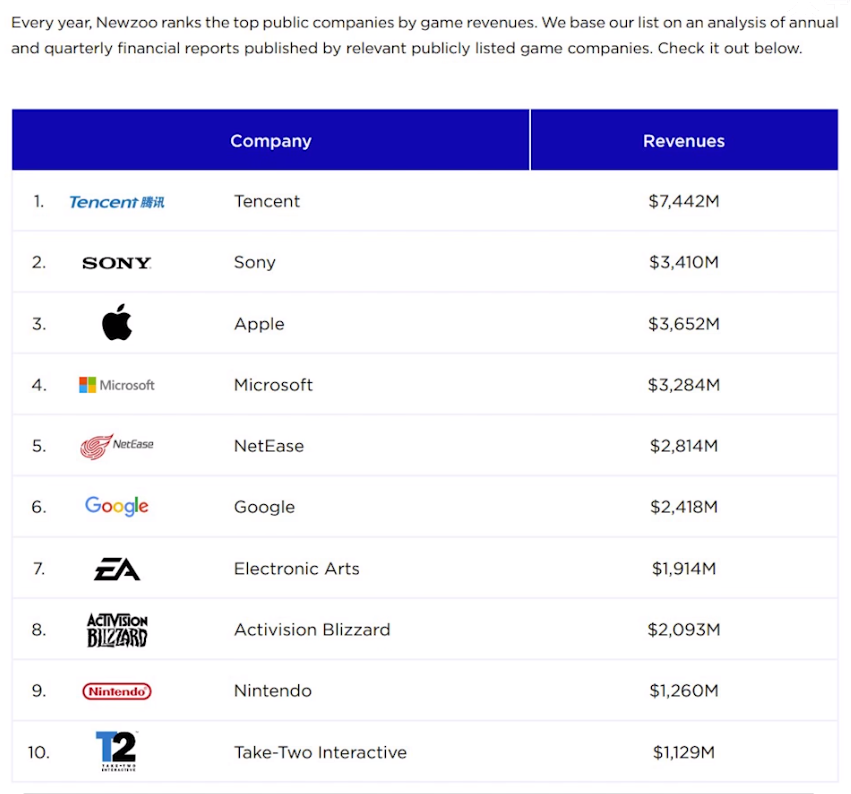 Every year, Newzoo ranks the top public companies by game revenues. We base our list on an analysis of annual
and quarterly financial reports published by relevant publicly listed game companies. Check it out below.
Company Revenues
1. Tencent 腾讯 Tencent $7,442M
2. SONY Sony $3,410M
3. Apple $3,652M
4. Microsoft Microsoft $3,284M
5. NetEase NetEase $2,814M
6. Google Google $2,418M
7. EA Electronic Arts $1,914M
8. ACTIVISION BLIZZARD Activision Blizzard $2,093M
9. Nintendo Nintendo $1,260M
10. T2 TAKE-TWO INTERACTIVE Take-Two Interactive $1,129M